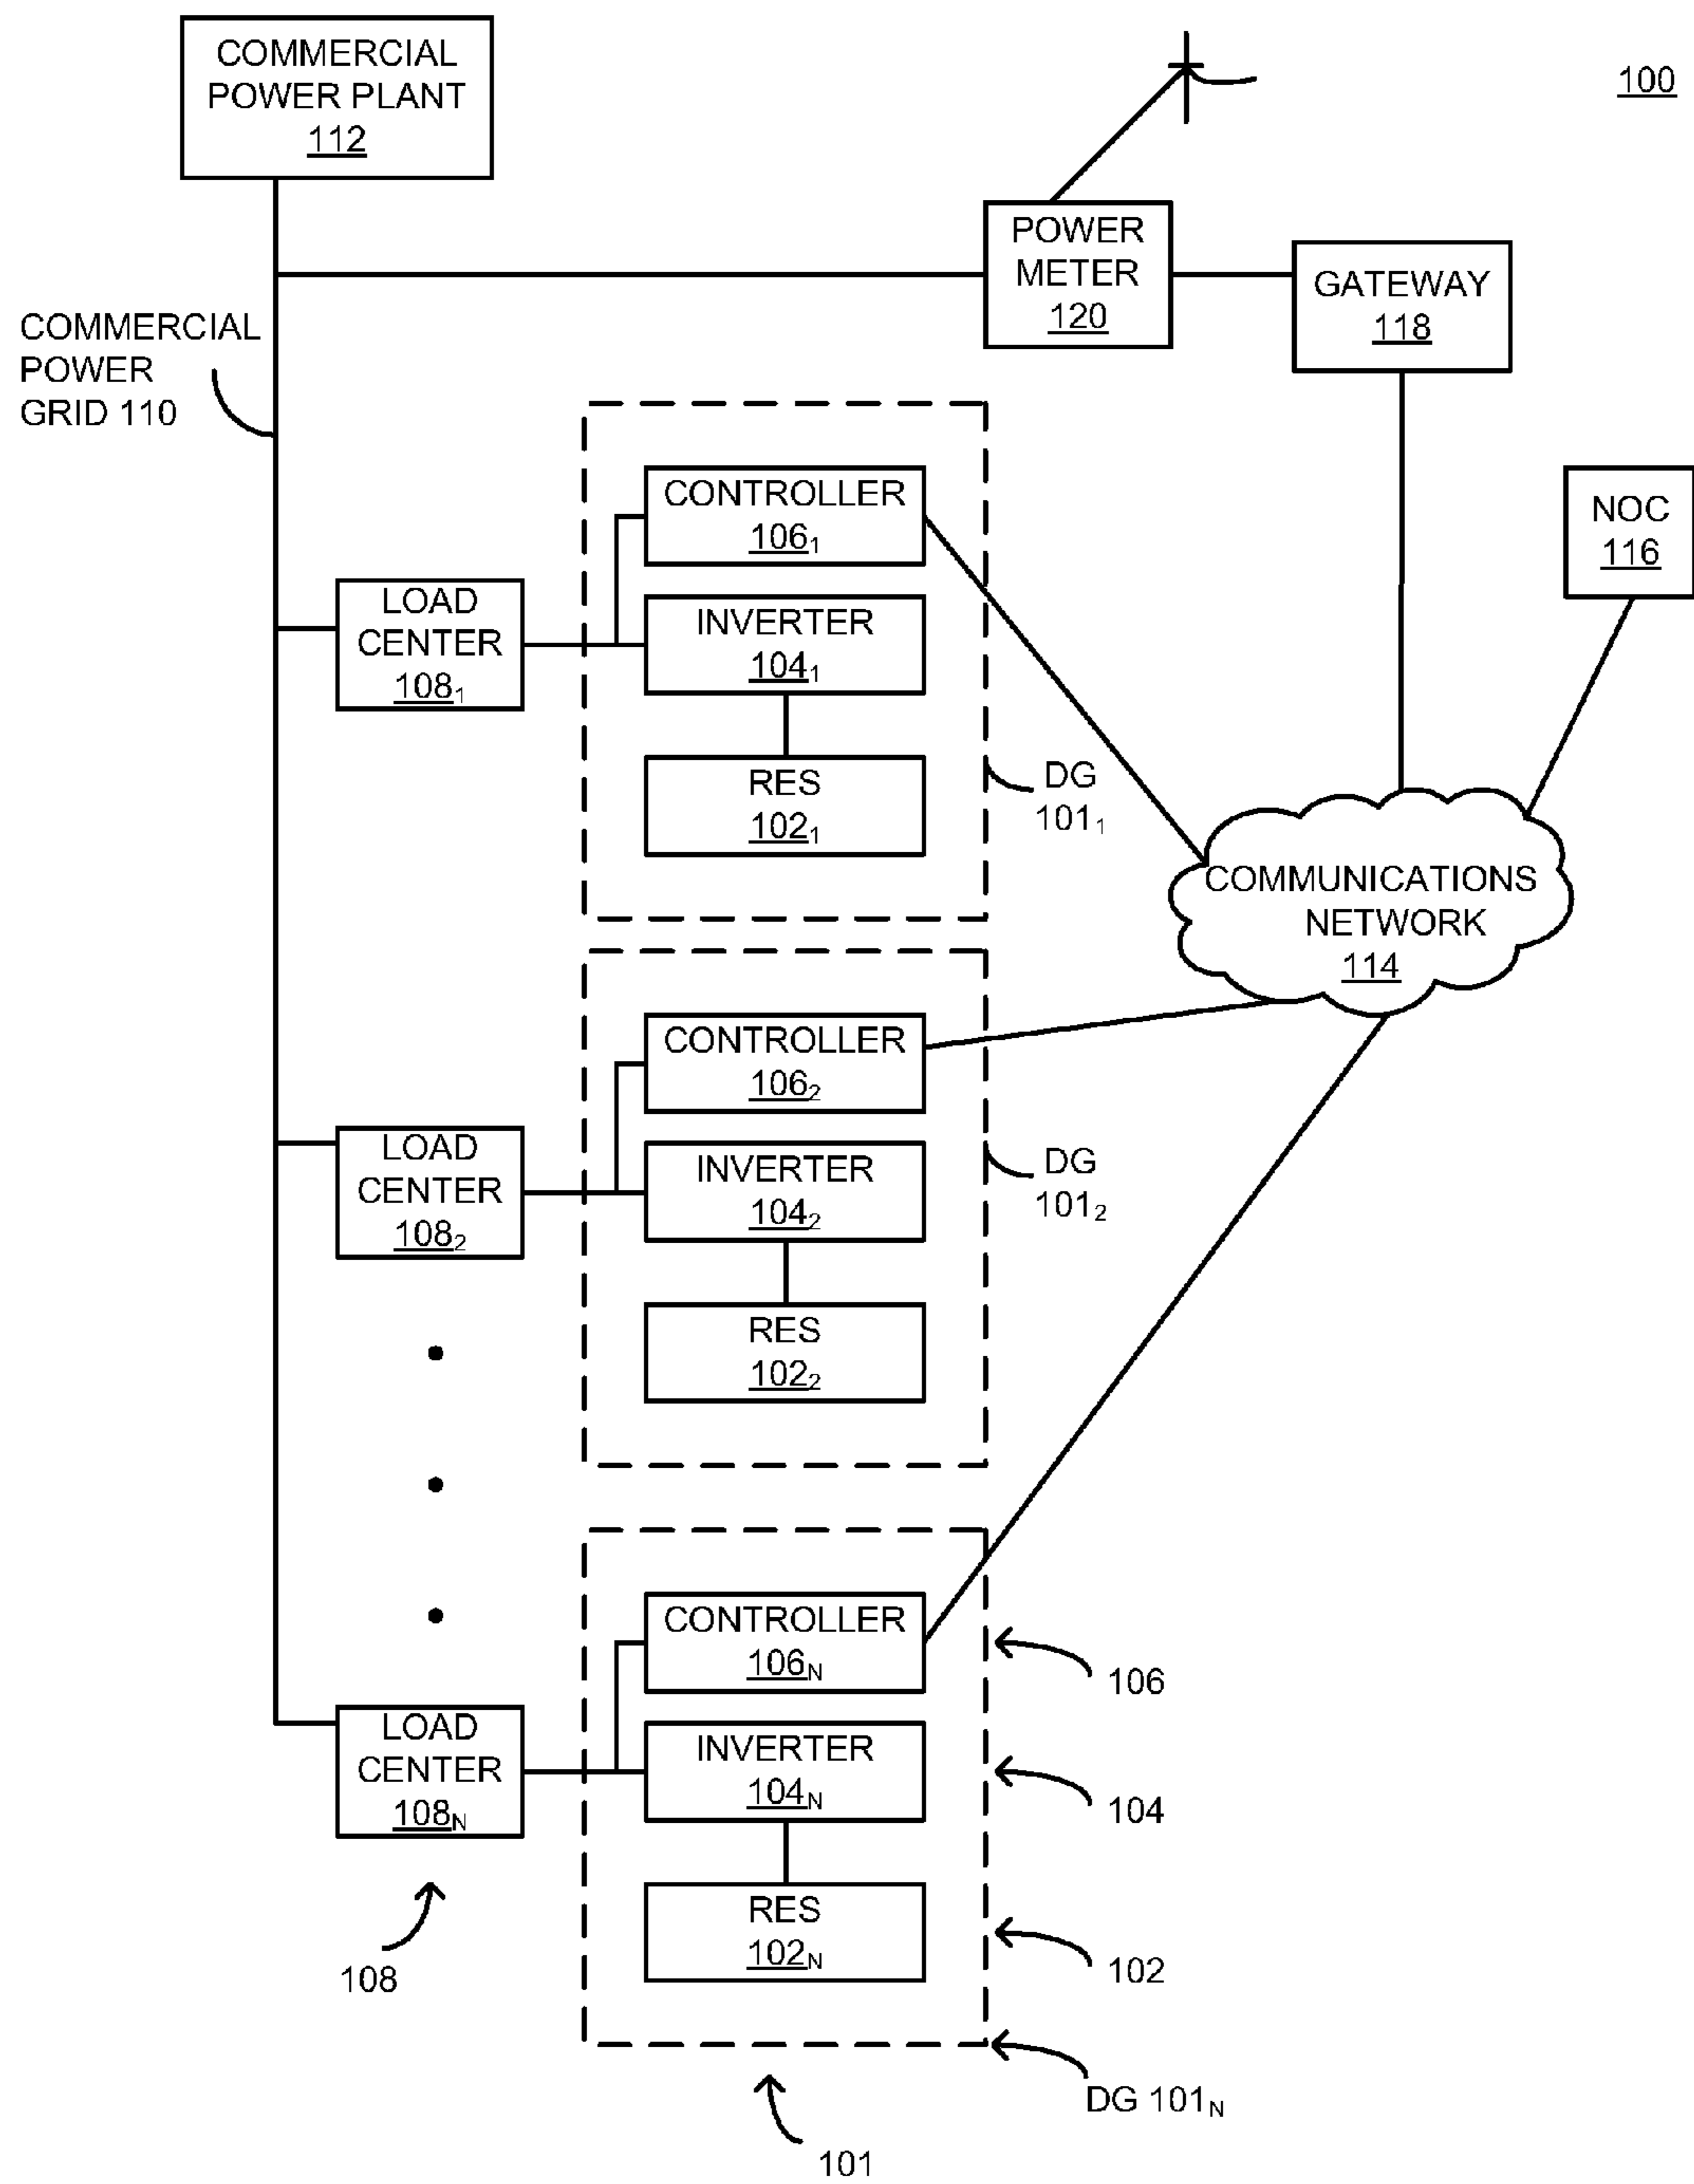 COMMERCIAL
POWER PLANT
112
100
POWER
METER
120
GATEWAY
118
COMMERCIAL
POWER
GRID 110
CONTROLLER
106₁
NOC
116
LOAD
CENTER
108₁
INVERTER
104₁
RES
102₁
DG
101₁
COMMUNICATIONS
NETWORK
114
CONTROLLER
106₂
LOAD
CENTER
108₂
INVERTER
104₂
DG
101₂
RES
102₂
CONTROLLER
106N
106
LOAD
CENTER
108N
INVERTER
104N
104
RES
102N
102
108
DG 101N
101